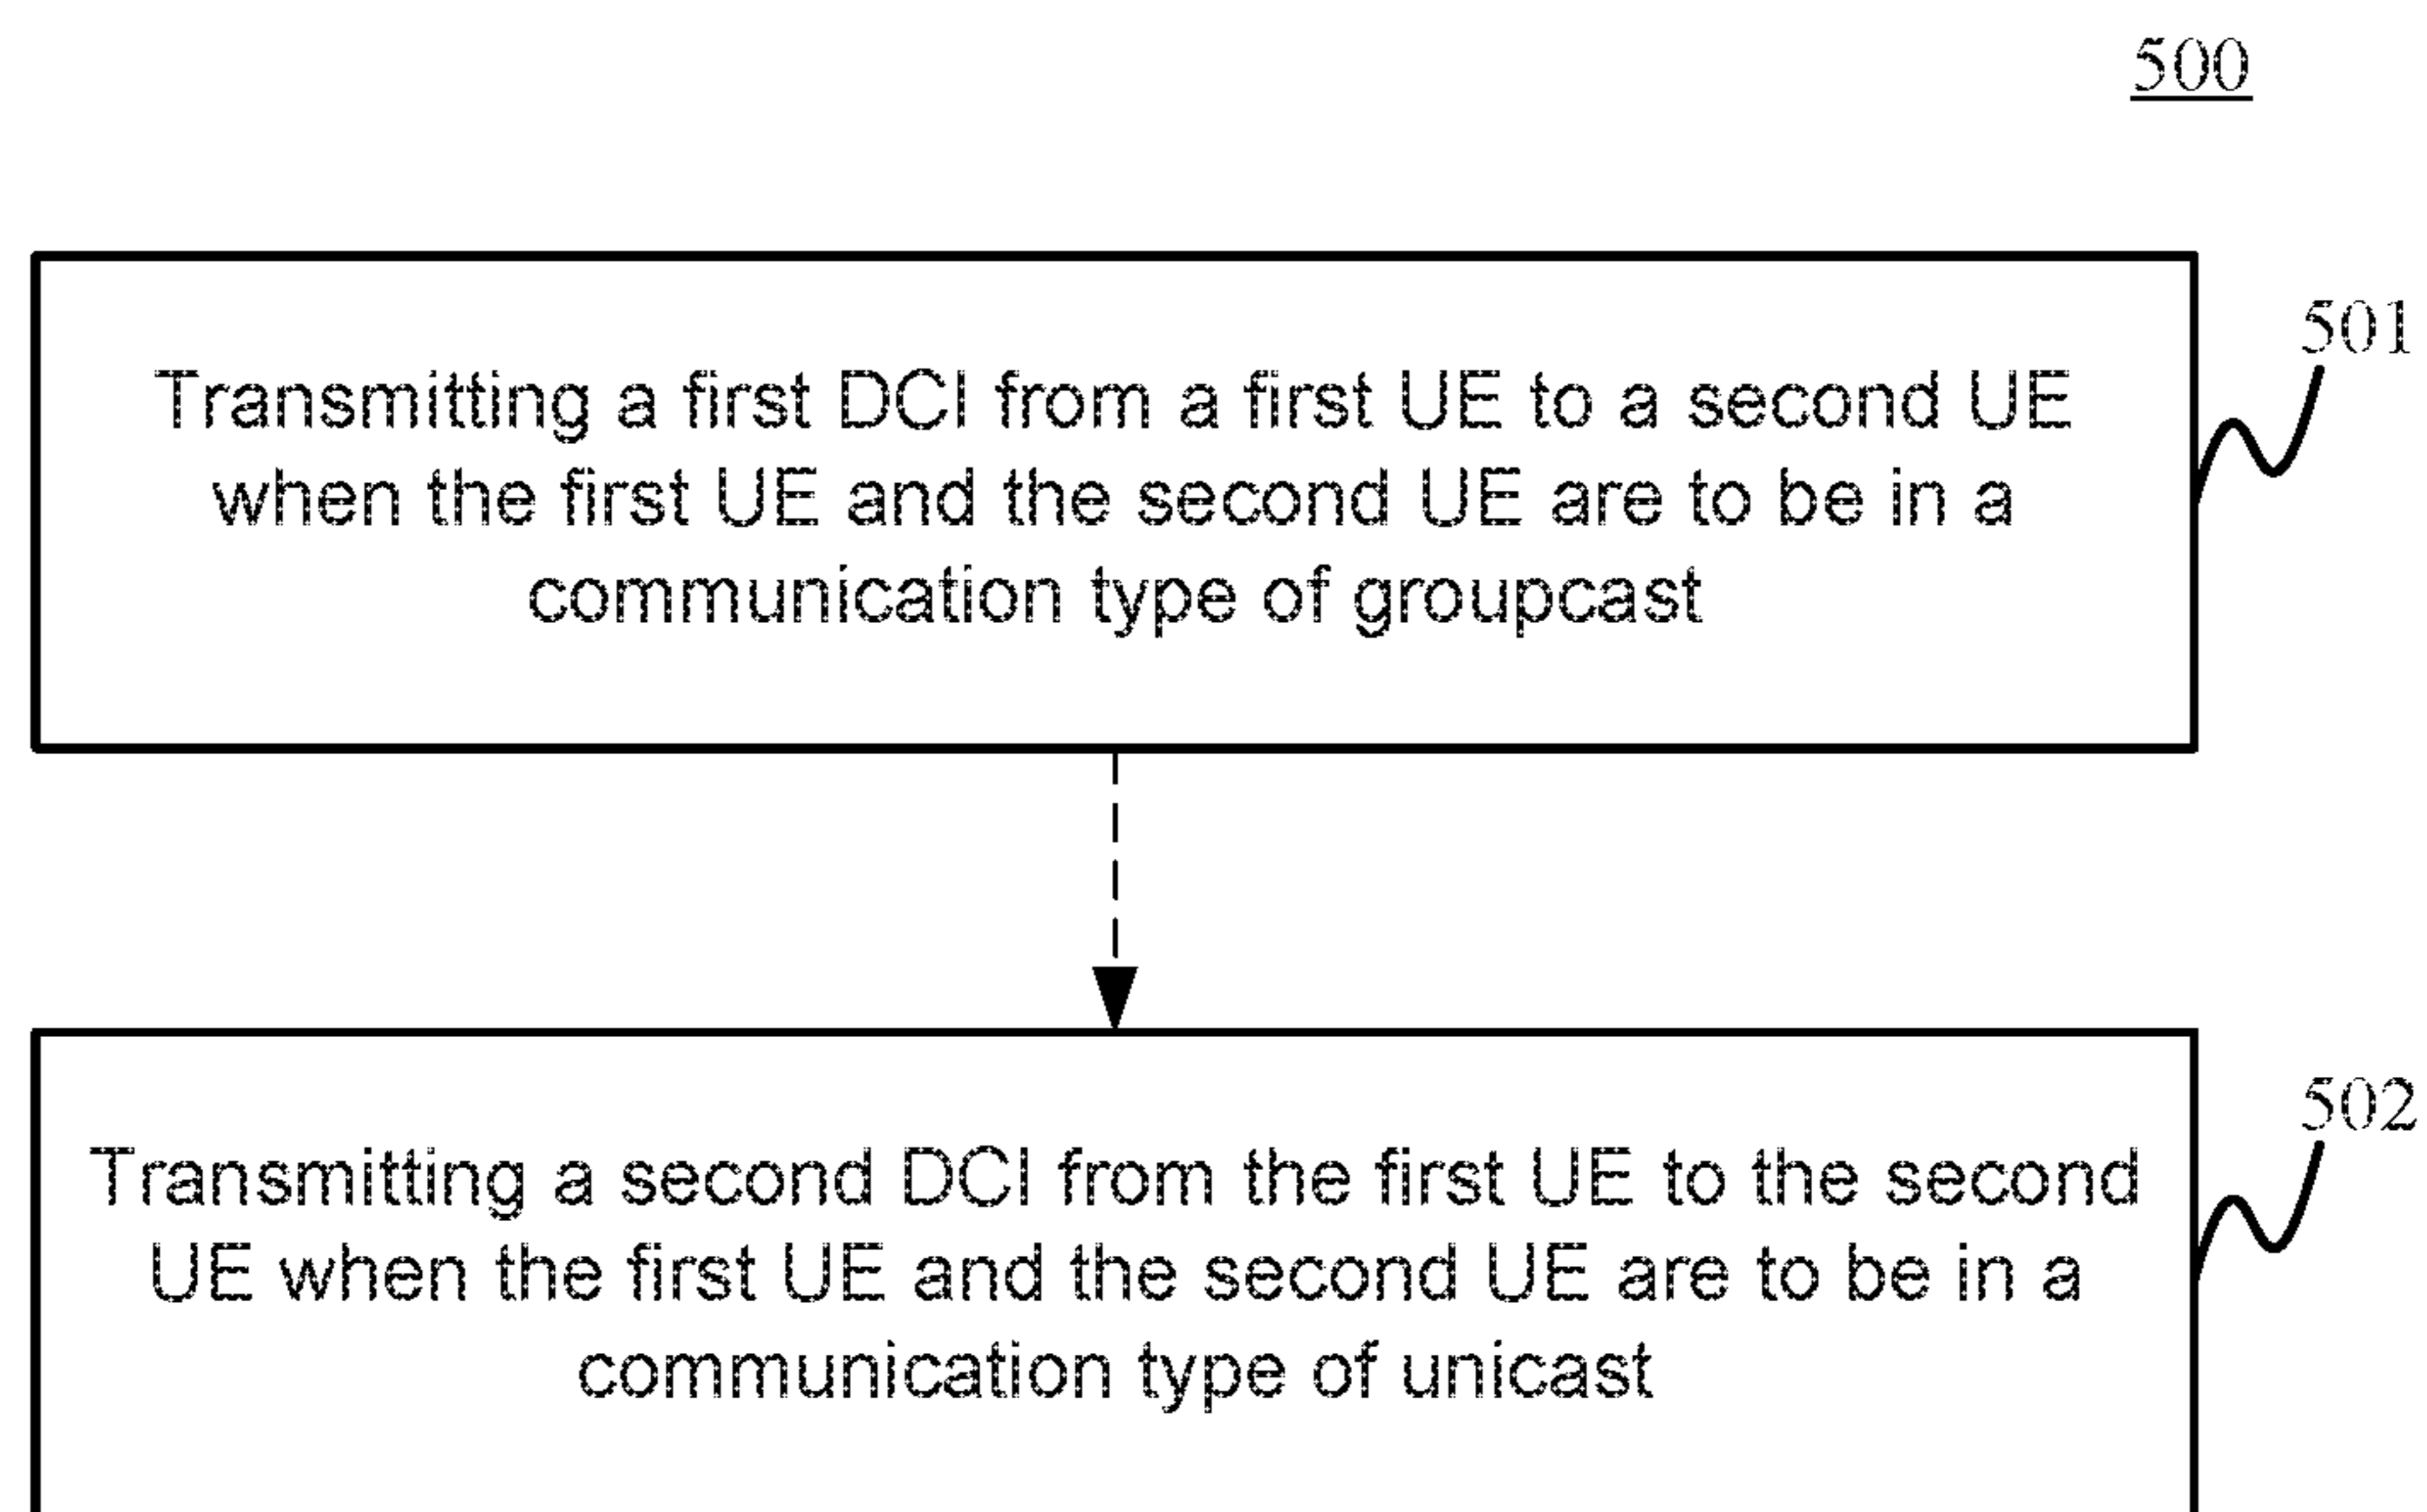 500
501
Transmitting a first DCI from a first UE to a second UE
when the first UE and the second UE are to be in a
communication type of groupcast
502
Transmitting a second DCI from the first UE to the second
UE when the first UE and the second UE are to be in a
communication type of unicast